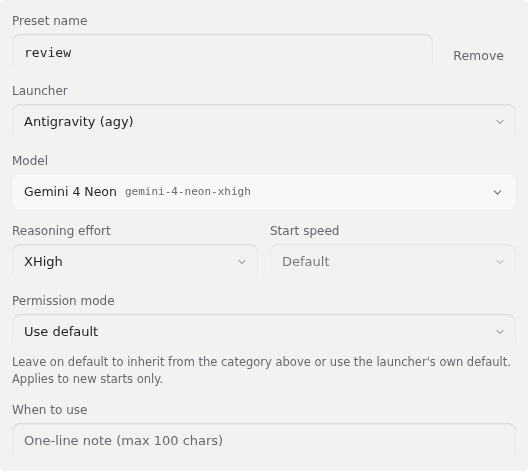 Preset name
review
Remove
Launcher
Antigravity (agy)
Model
Gemini 4 Neon gemini-4-neon-xhigh
Reasoning effort
Start speed
XHigh
Default
Permission mode
Use default
Leave on default to inherit from the category above or use the launcher's own default.
Applies to new starts only.
When to use
One-line note (max 100 chars)